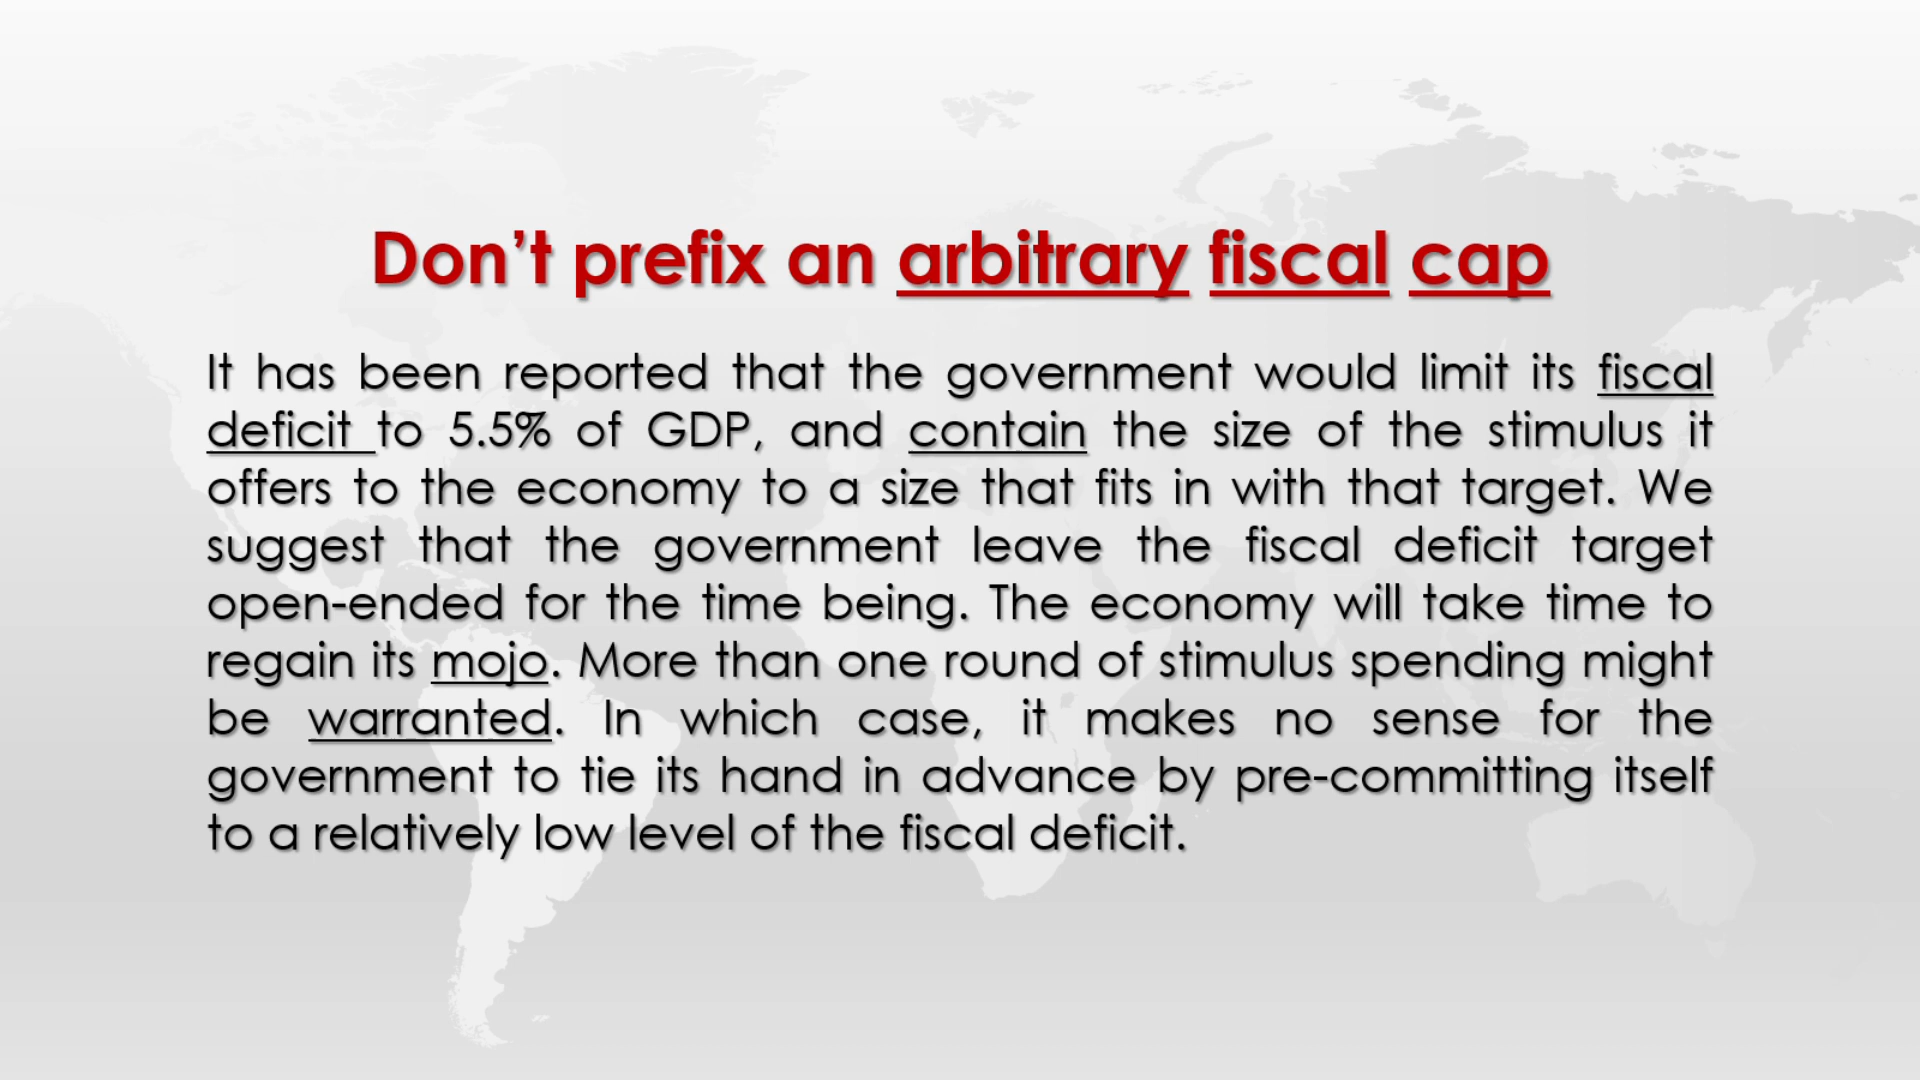 Don’t prefix an arbitrary fiscal cap
It has been reported that the government would limit its fiscal
deficit to 5.5% of GDP, and contain the size of the stimulus it
offers to the economy to a size that fits in with that target. We
suggest that the government leave the fiscal deficit target
open-ended for the time being. The economy will take time to
regain its mojo. More than one round of stimulus spending might
be warranted. In which case, it makes no sense for the
government to tie its hand in advance by pre-committing itself
to a relatively low level of the fiscal deficit.